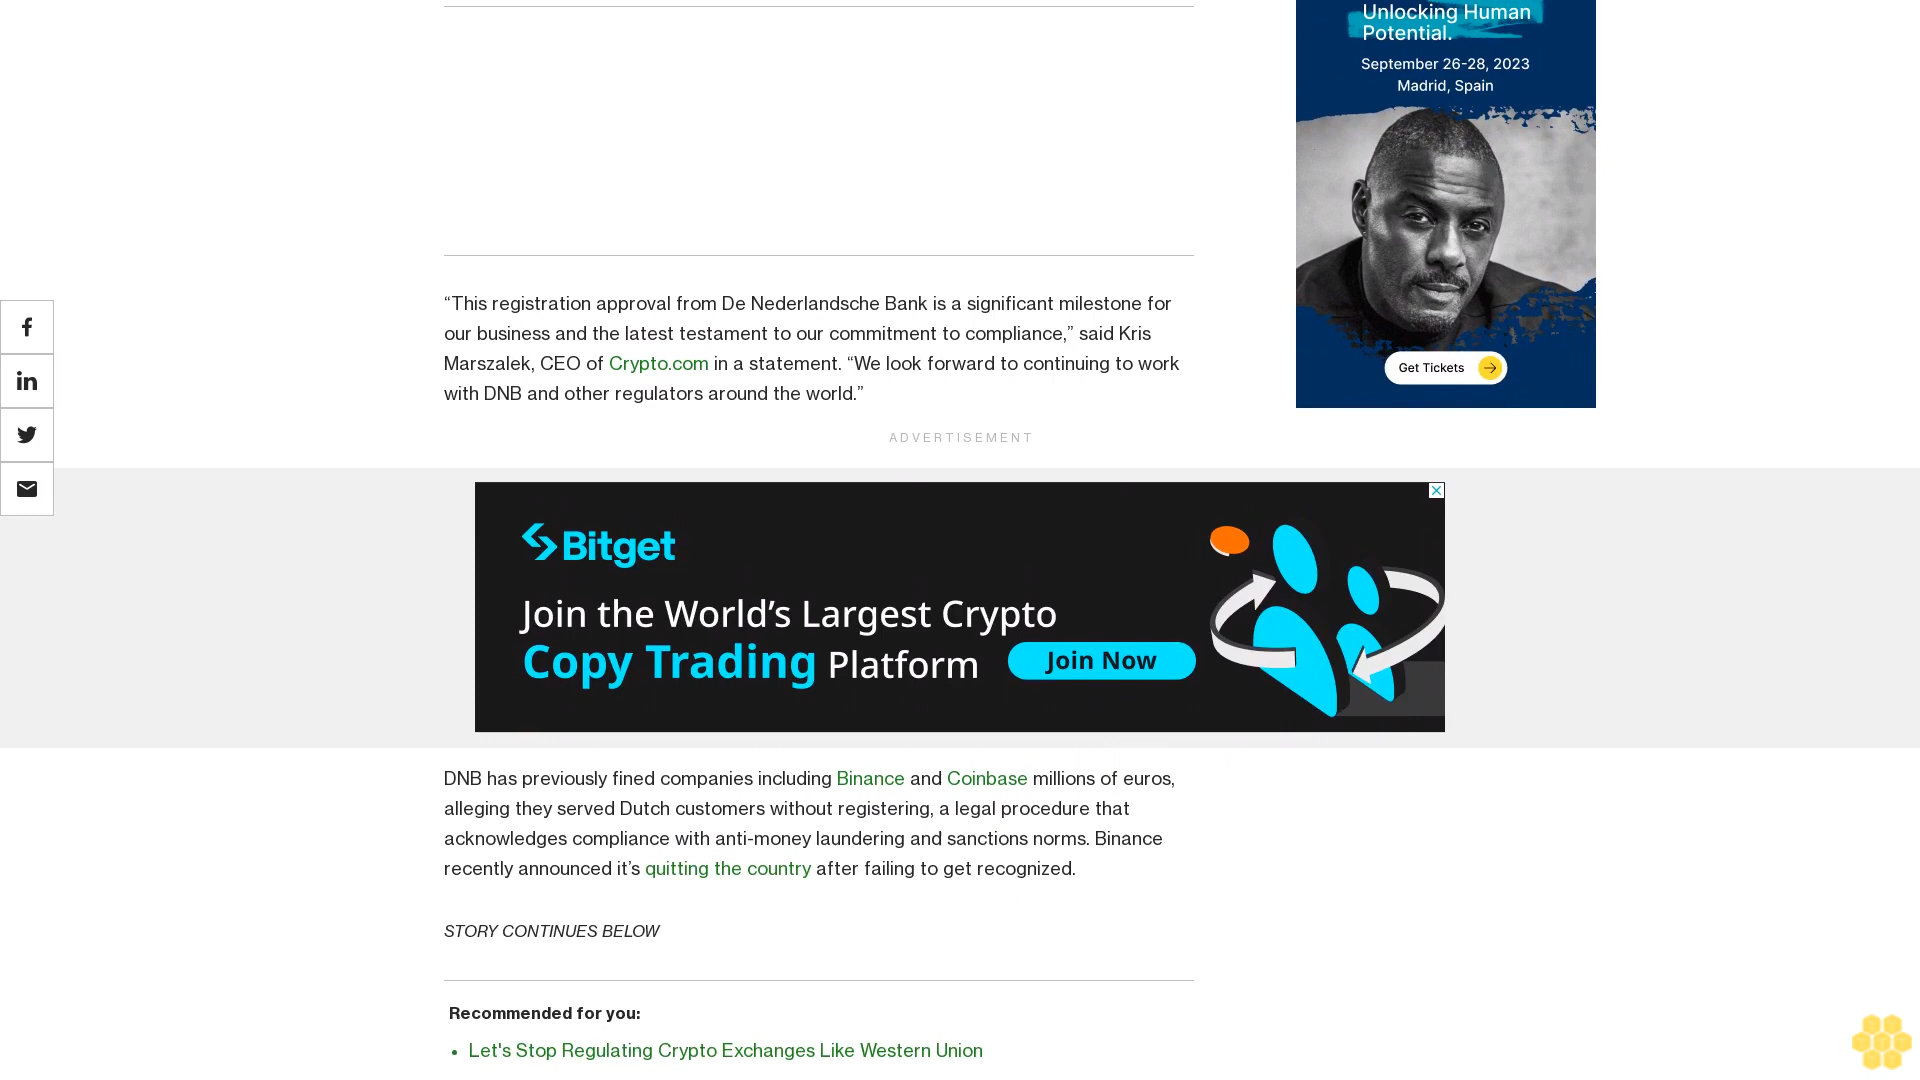 Unlocking Human
Potential.
September 26-28, 2023
Madrid, Spain
Get Tickets
“This registration approval from De Nederlandsche Bank is a significant milestone for
our business and the latest testament to our commitment to compliance,” said Kris
Marszalek, CEO of Crypto.com in a statement. “We look forward to continuing to work
with DNB and other regulators around the world.”
ADVERTISEMENT
Bitget
Join the World’s Largest Crypto
Copy Trading Platform
Join Now
DNB has previously fined companies including Binance and Coinbase millions of euros,
alleging they served Dutch customers without registering, a legal procedure that
acknowledges compliance with anti-money laundering and sanctions norms. Binance
recently announced it’s quitting the country after failing to get recognized.
STORY CONTINUES BELOW
Recommended for you:
• Let's Stop Regulating Crypto Exchanges Like Western Union